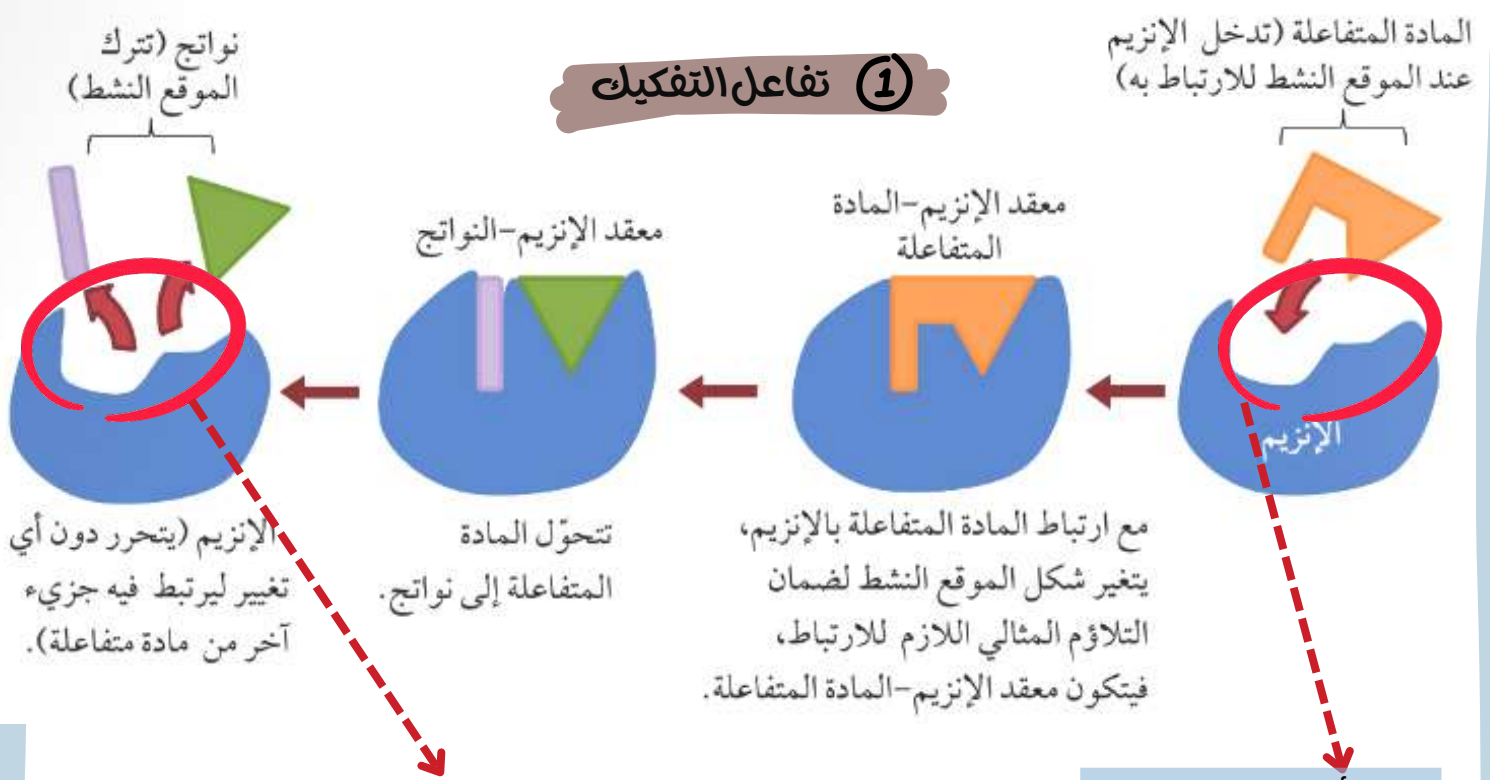 ① تفاعل التفكيك
المادة المتفاعلة (تدخل الإنزيم
عند الموقع النشط للارتباط به)
معقد الإنزيم–المادة
المتفاعلة
معقد الإنزيم–النواتج
نواتج (تترك
الموقع النشط)
الإنزيم
مع ارتباط المادة المتفاعلة بالإنزيم،
يتغير شكل الموقع النشط لضمان
التلاؤم المثالي اللازم للارتباط،
فيتكون معقد الإنزيم–المادة المتفاعلة.
تتحوّل المادة
المتفاعلة إلى نواتج.
الإنزيم (يتحرر دون أي
تغيير ليرتبط فيه جزيء
آخر من مادة متفاعلة).